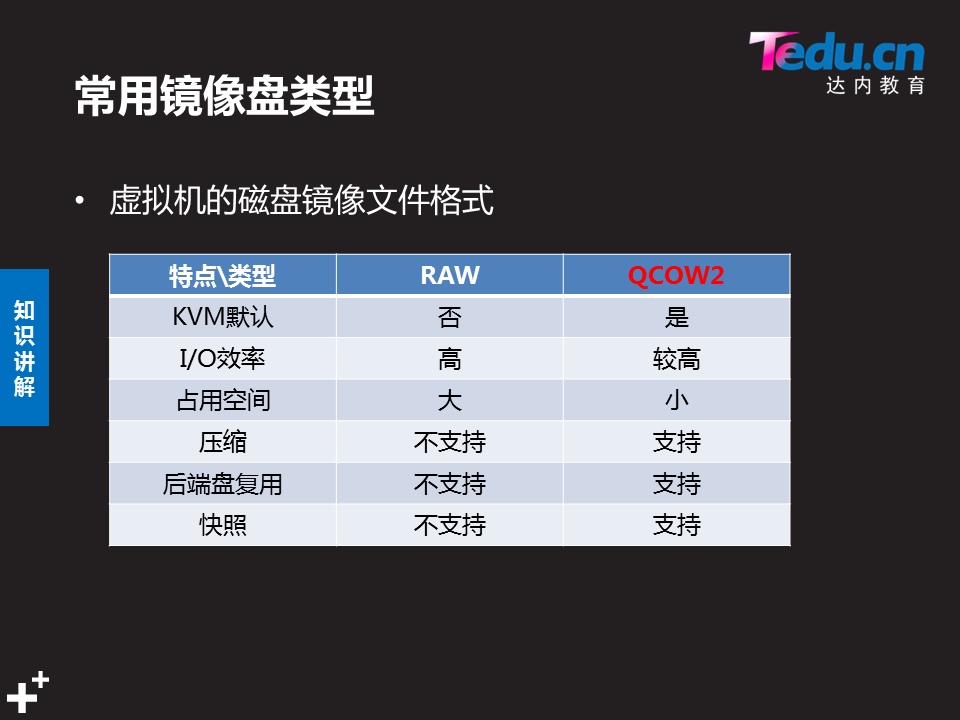 Tedu.cn
达内教育
常用镜像盘类型
• 虚拟机的磁盘镜像文件格式
知识讲解
特点\类型 RAW QCOW2
KVM默认 否 是
I/O效率 高 较高
占用空间 大 小
压缩 不支持 支持
后端盘复用 不支持 支持
快照 不支持 支持